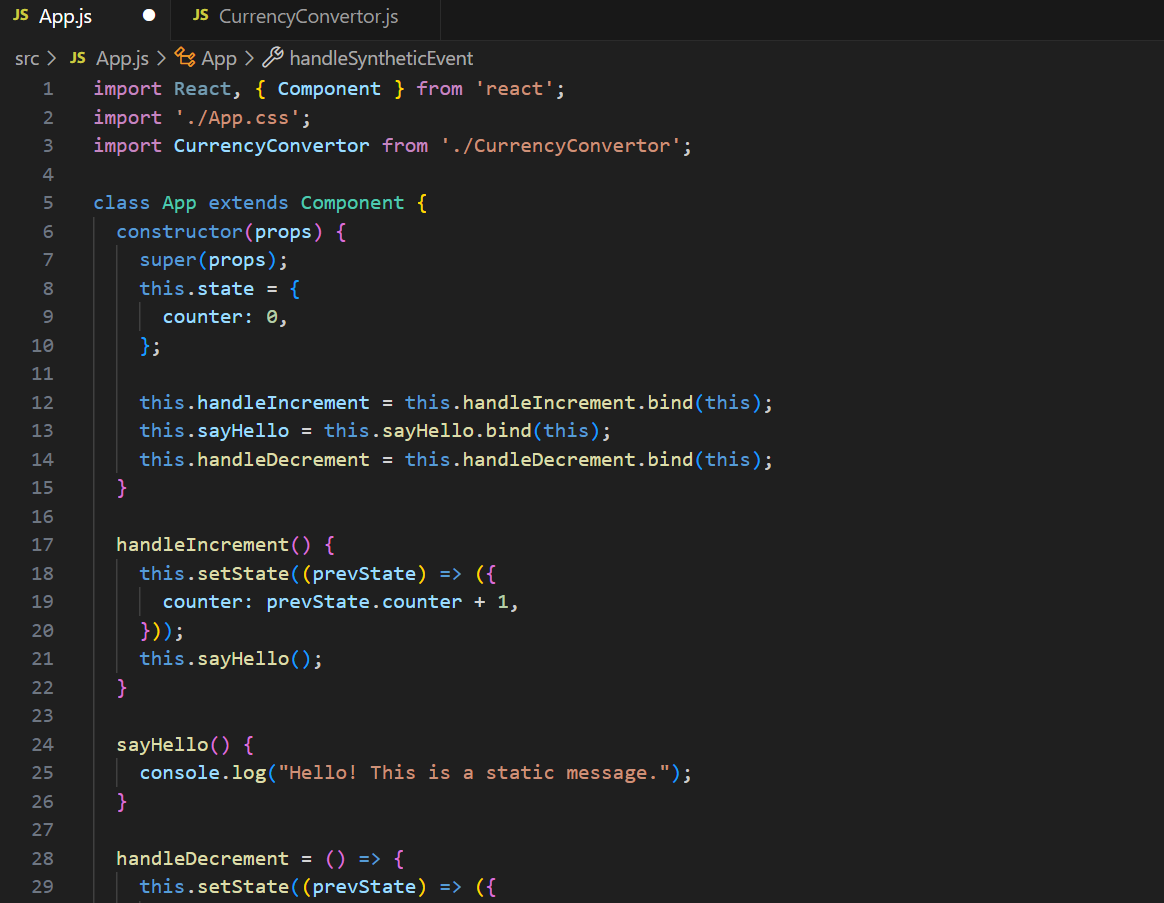 JS App.js ● JS CurrencyConvertor.js
src > JS App.js > App > handleSyntheticEvent
1 import React, { Component } from 'react';
2 import './App.css';
3 import CurrencyConvertor from './CurrencyConvertor';
4
5 class App extends Component {
6   constructor(props) {
7     super(props);
8     this.state = {
9       counter: 0,
10     };
11
12     this.handleIncrement = this.handleIncrement.bind(this);
13     this.sayHello = this.sayHello.bind(this);
14     this.handleDecrement = this.handleDecrement.bind(this);
15   }
16
17   handleIncrement() {
18     this.setState((prevState) => ({
19       counter: prevState.counter + 1,
20     }));
21     this.sayHello();
22   }
23
24   sayHello() {
25     console.log("Hello! This is a static message.");
26   }
27
28   handleDecrement = () => {
29     this.setState((prevState) => ({